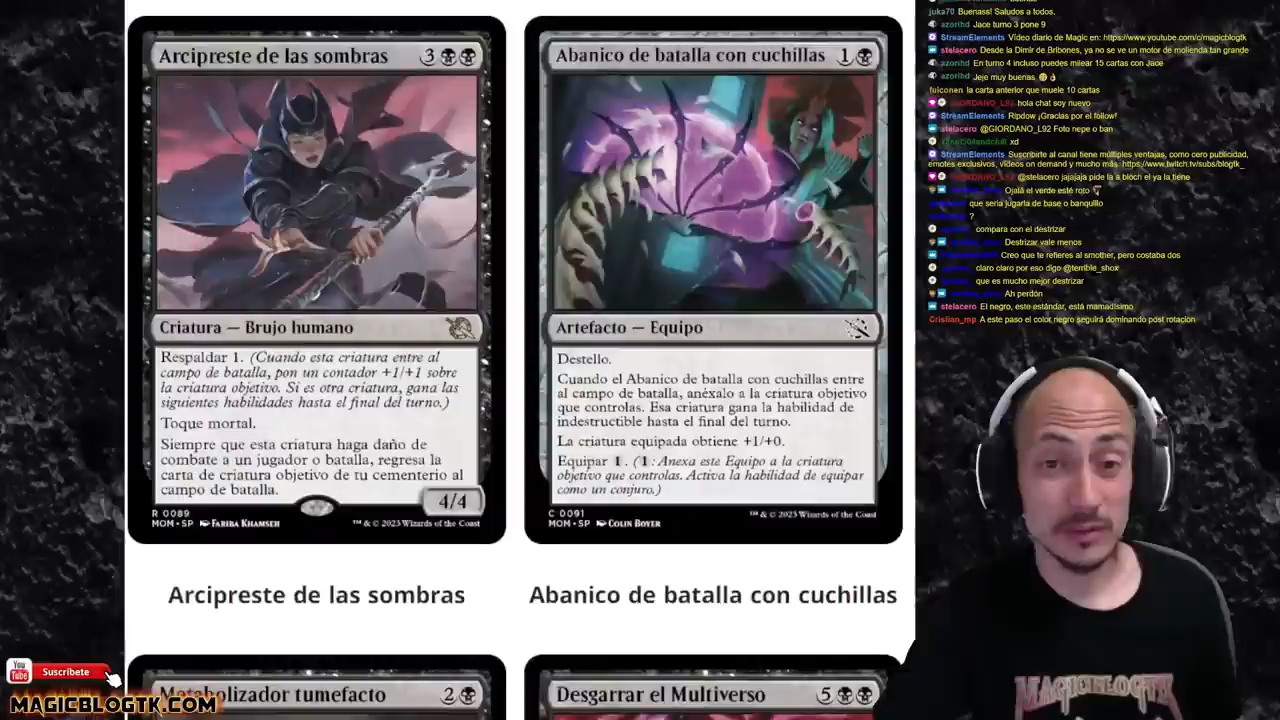 Arcipreste de las sombras 3
Criatura — Brujo humano
Respaldar 1. (Cuando esta criatura entre al
campo de batalla, pon un contador +1/+1 sobre
la criatura objetivo. Si es otra criatura, gana las
siguientes habilidades hasta el final del turno.)
Toque mortal.
Siempre que esta criatura haga daño de
combate a un jugador o batalla, regresa la
carta de criatura objetivo de tu cementerio al
campo de batalla.
4/4
R 0089
MOM • SP FARIBA KHAMSEH
™ & © 2023 Wizards of the Coast
Abanico de batalla con cuchillas 1
Artefacto — Equipo
Destello.
Cuando el Abanico de batalla con cuchillas entre
al campo de batalla, anéxalo a la criatura objetivo
que controlas. Esa criatura gana la habilidad de
indestructible hasta el final del turno.
La criatura equipada obtiene +1/+0.
Equipar 1. (1: Anexa este Equipo a la criatura
objetivo que controlas. Activa la habilidad de equipar
como un conjuro.)
C 0091
MOM • SP COLIN BOYER
™ & © 2023 Wizards of the Coast
Arcipreste de las sombras
Abanico de batalla con cuchillas
Metabolizador tumefacto 2
Desgarrar el Multiverso 5
juka70 Buenass! Saludos a todos.
azorihd Jace turno 3 pone 9
StreamElements Vídeo diario de Magic en: https://www.youtube.com/c/magicblogtk
stelacero Desde la Dimir de Bribones, ya no se ve un motor de molienda tan grande
azorihd En turno 4 incluso puedes milear 15 cartas con Jace
azorihd Jeje muy buenas
fulconen la carta anterior que muele 10 cartas
GIORDANO_L92 hola chat soy nuevo
StreamElements Ripdow ¡Gracias por el follow!
stelacero @GIORDANO_L92 Foto nepe o ban
xd
StreamElements Suscribirte al canal tiene múltiples ventajas, como cero publicidad,
emotes exclusivos, vídeos on demand y mucho más: https://www.twitch.tv/subs/blogtk_
GIORDANO_L92 @stelacero jajajaja pide la a bloch el ya la tiene
Ojalá el verde esté roto
que seria jugarla de base o banquillo
?
compara con el destrizar
Destrizar vale menos
Creo que te refieres al smother, pero costaba dos
claro claro por eso digo @terrible_shox
que es mucho mejor destrizar
Ah perdón
stelacero El negro, este estándar, está mamadísimo
Cristian_mp A este paso el color negro seguirá dominando post rotacion
MAGICBLOGTK
You
Tube
Suscríbete
MAGICBLOGTK.COM